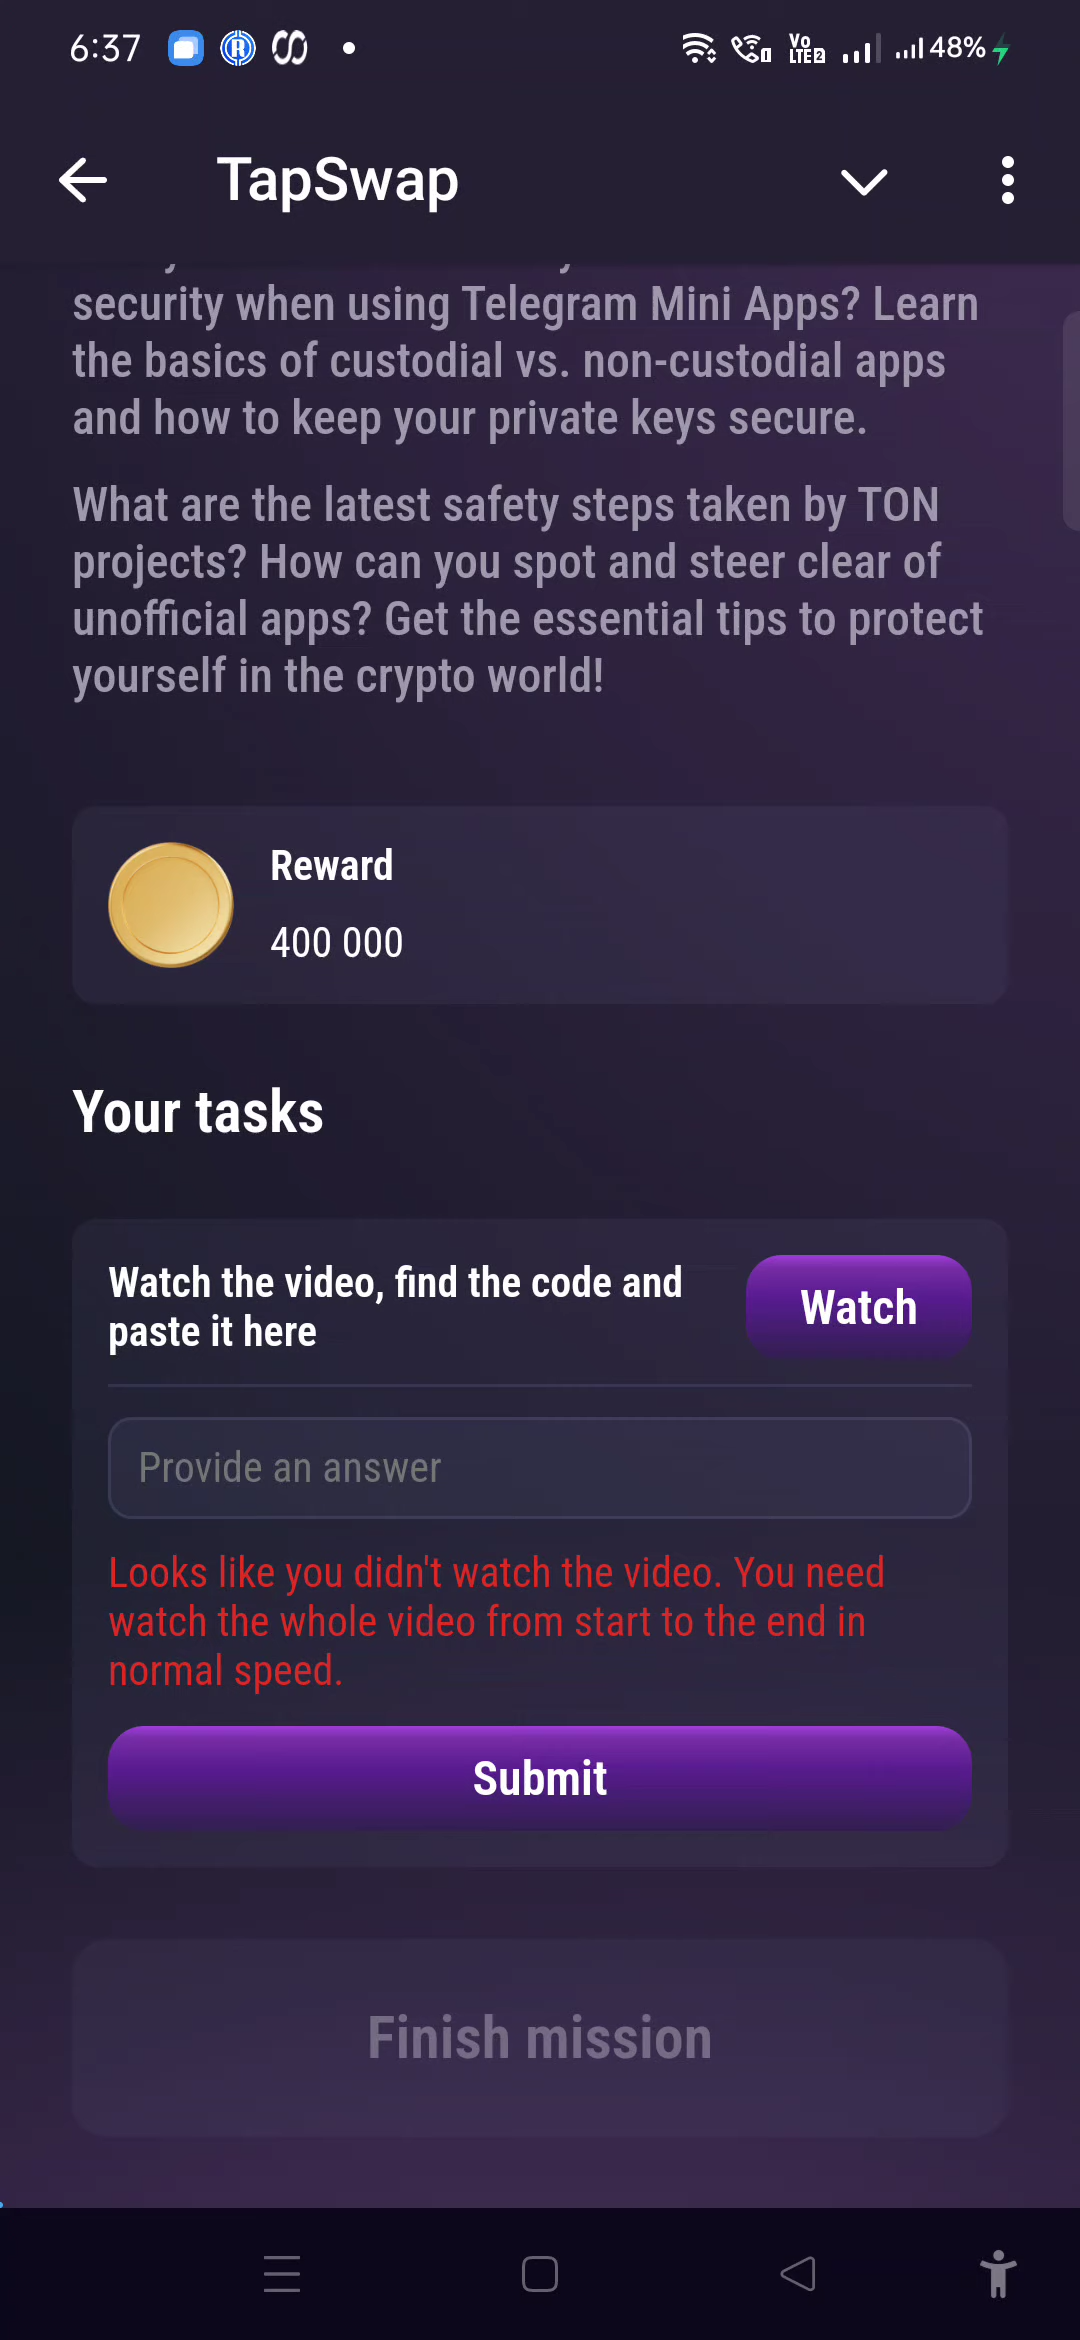 6:37
Vo
LTE 2
48%
TapSwap
security when using Telegram Mini Apps? Learn
the basics of custodial vs. non-custodial apps
and how to keep your private keys secure.
What are the latest safety steps taken by TON
projects? How can you spot and steer clear of
unofficial apps? Get the essential tips to protect
yourself in the crypto world!
Reward
400 000
Your tasks
Watch the video, find the code and
paste it here
Watch
Provide an answer
Looks like you didn't watch the video. You need
watch the whole video from start to the end in
normal speed.
Submit
Finish mission